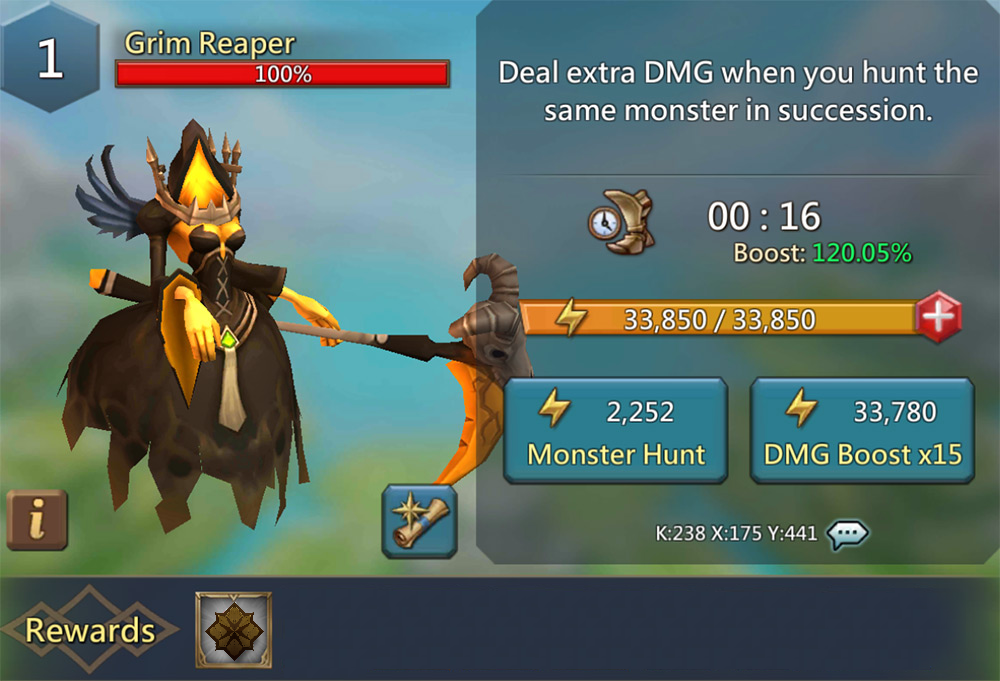 1
Grim Reaper
100%
Deal extra DMG when you hunt the
same monster in succession.
00 : 16
Boost: 120.05%
33,850 / 33,850
2,252
Monster Hunt
33,780
DMG Boost x15
i
K:238 X:175 Y:441
Rewards